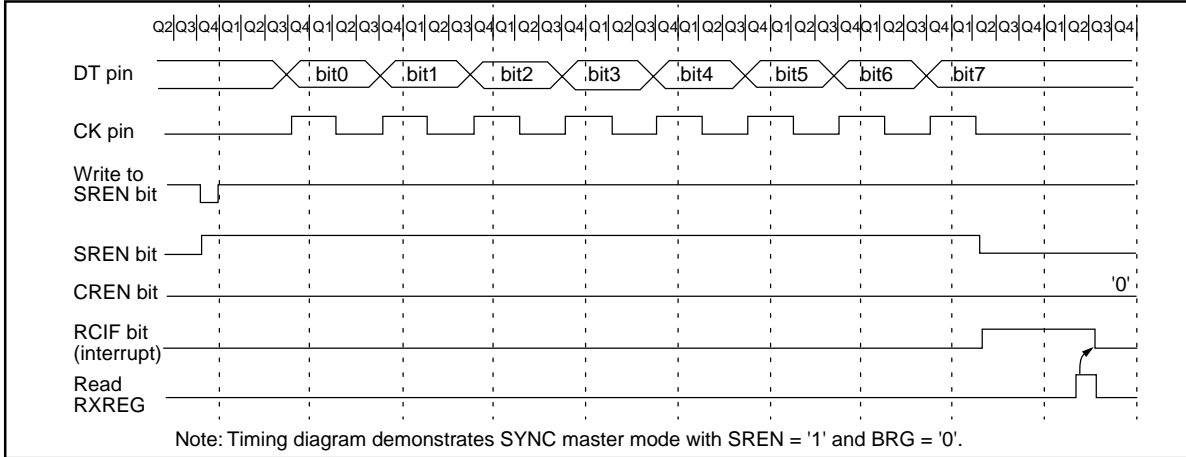 Q2 Q3 Q4 Q1 Q2 Q3 Q4 Q1 Q2 Q3 Q4 Q1 Q2 Q3 Q4 Q1 Q2 Q3 Q4 Q1 Q2 Q3 Q4 Q1 Q2 Q3 Q4 Q1 Q2 Q3 Q4 Q1 Q2 Q3 Q4 Q1 Q2 Q3 Q4 Q1 Q2 Q3 Q4
DT pin bit0 bit1 bit2 bit3 bit4 bit5 bit6 bit7
CK pin
Write to
SREN bit
SREN bit
CREN bit '0'
RCIF bit
(interrupt)
Read
RXREG
Note: Timing diagram demonstrates SYNC master mode with SREN = '1' and BRG = '0'.